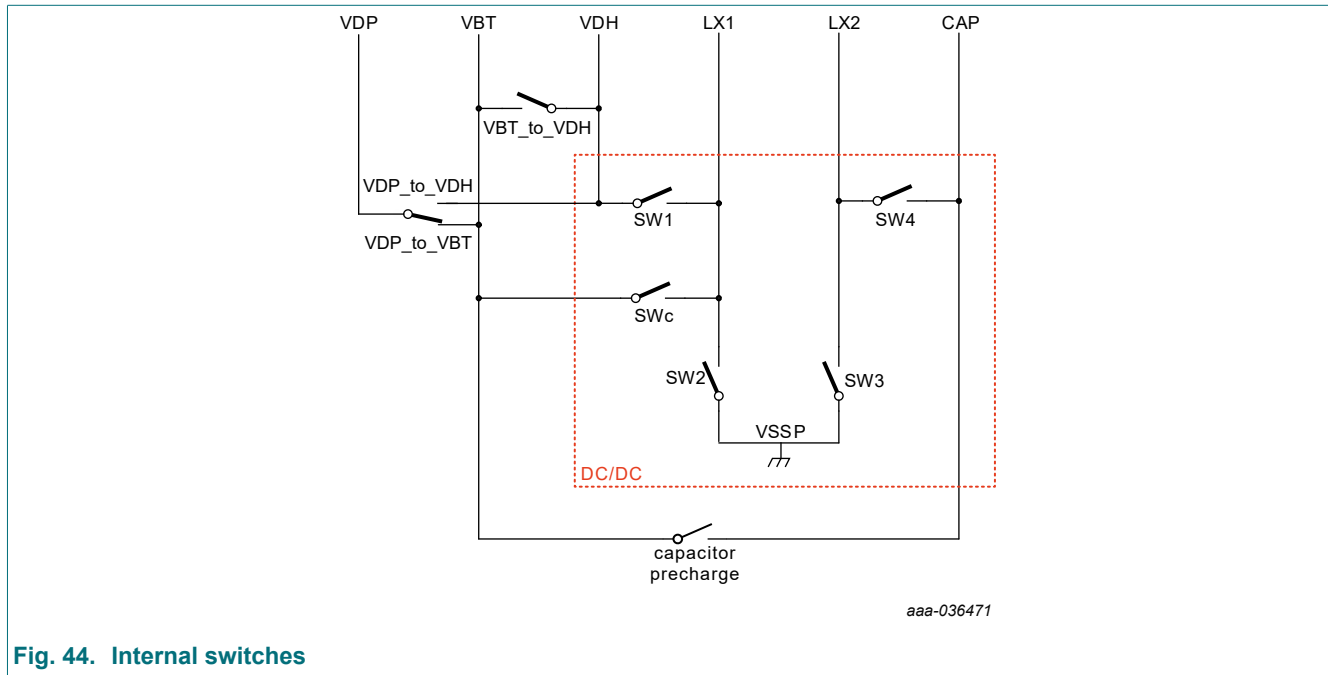 VDP VBT VDH LX1 LX2 CAP
VBT_to_VDH
VDP_to_VDH
SW1
SW4
VDP_to_VBT
SWc
SW2
SW3
VSSP
DC/DC
capacitor
precharge
aaa-036471
Fig. 44. Internal switches